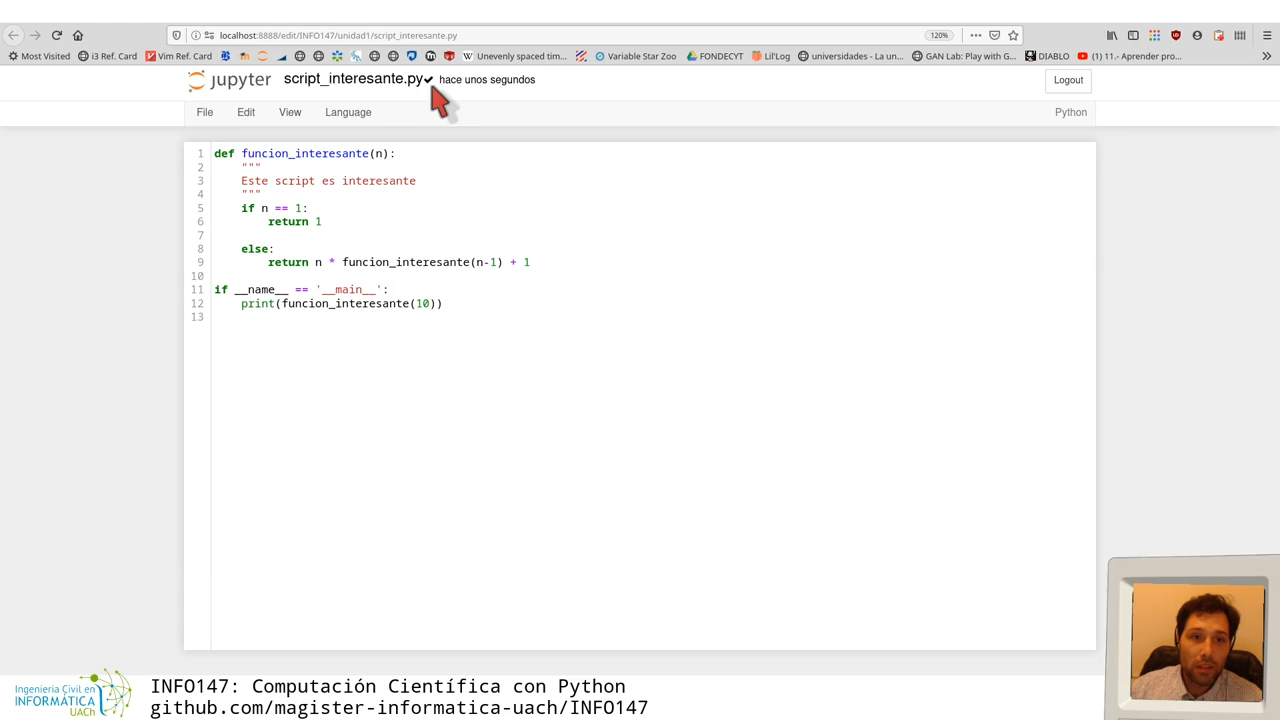 localhost:8888/edit/INFO147/unidad1/script_interesante.py
120%
Most Visited
i3 Ref. Card
Vim Ref. Card
Unevenly spaced tim...
Variable Star Zoo
FONDECYT
Lil'Log
universidades - La un...
GAN Lab: Play with G...
DIABLO
(1) 11.- Aprender pro...
jupyter script_interesante.py✔ hace unos segundos
Logout
File Edit View Language
Python
1 def funcion_interesante(n):
2     """
3     Este script es interesante
4     """
5     if n == 1:
6         return 1
7
8     else:
9         return n * funcion_interesante(n-1) + 1
10
11 if __name__ == '__main__':
12     print(funcion_interesante(10))
13
Ingeniería Civil en
INFORMÁTICA
UACh
INFO147: Computación Científica con Python
github.com/magister-informatica-uach/INFO147